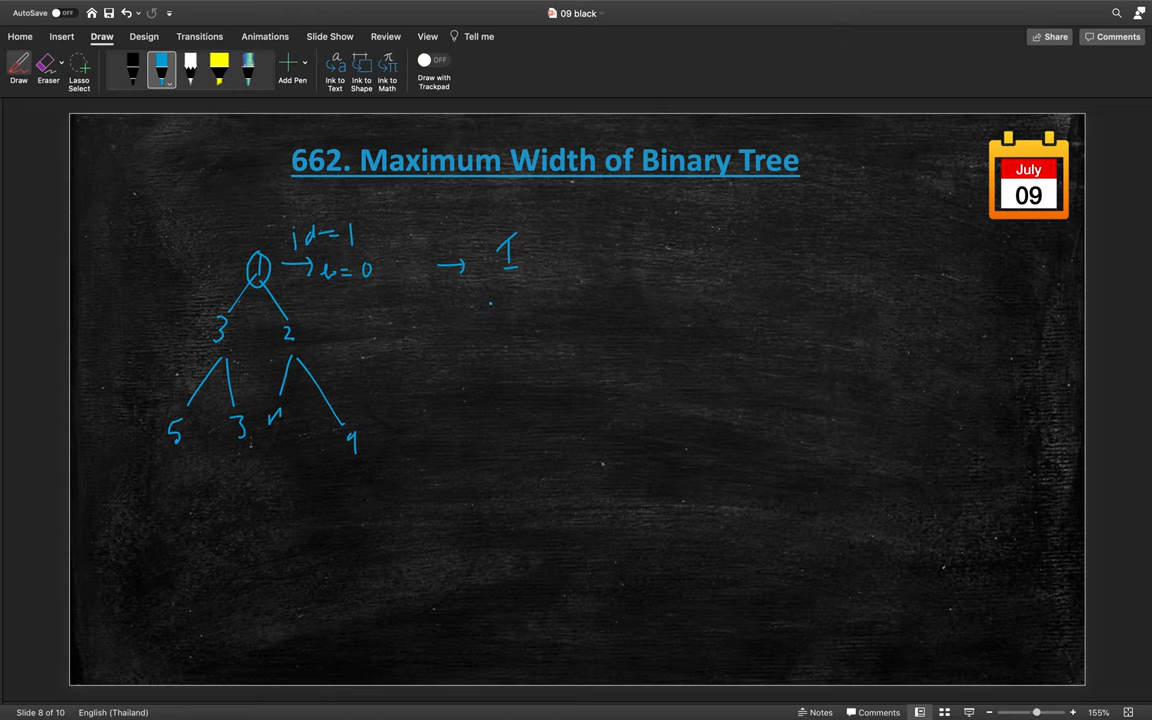 AutoSave OFF
09 black
Home Insert Draw Design Transitions Animations Slide Show Review View Tell me
Share Comments
Draw Eraser Lasso Select Add Pen Ink to Text Ink to Shape Ink to Math OFF Draw with Trackpad
662. Maximum Width of Binary Tree
July
09
id=1
1 → = 0 → I
3 2
5 3 n 9
Slide 8 of 10 English (Thailand) Notes Comments 155%